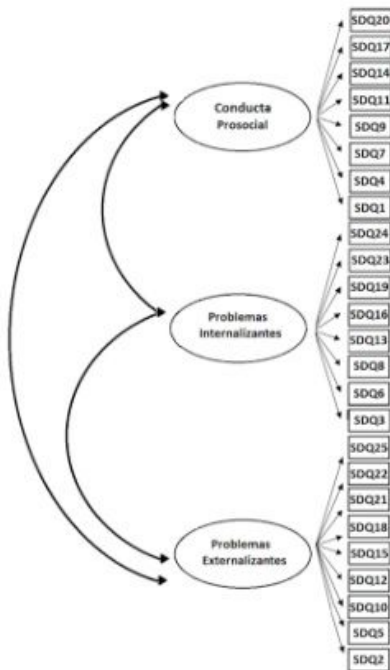 SDQ20
SDQ17
SDQ14
SDQ11
SDQ9
SDQ7
SDQ4
SDQ1
Conducta
Prosocial
SDQ24
SDQ23
SDQ19
SDQ16
SDQ13
SDQ8
SDQ6
SDQ3
Problemas
Internalizantes
SDQ25
SDQ22
SDQ21
SDQ18
SDQ15
SDQ12
SDQ10
SDQ5
SDQ2
Problemas
Externalizantes